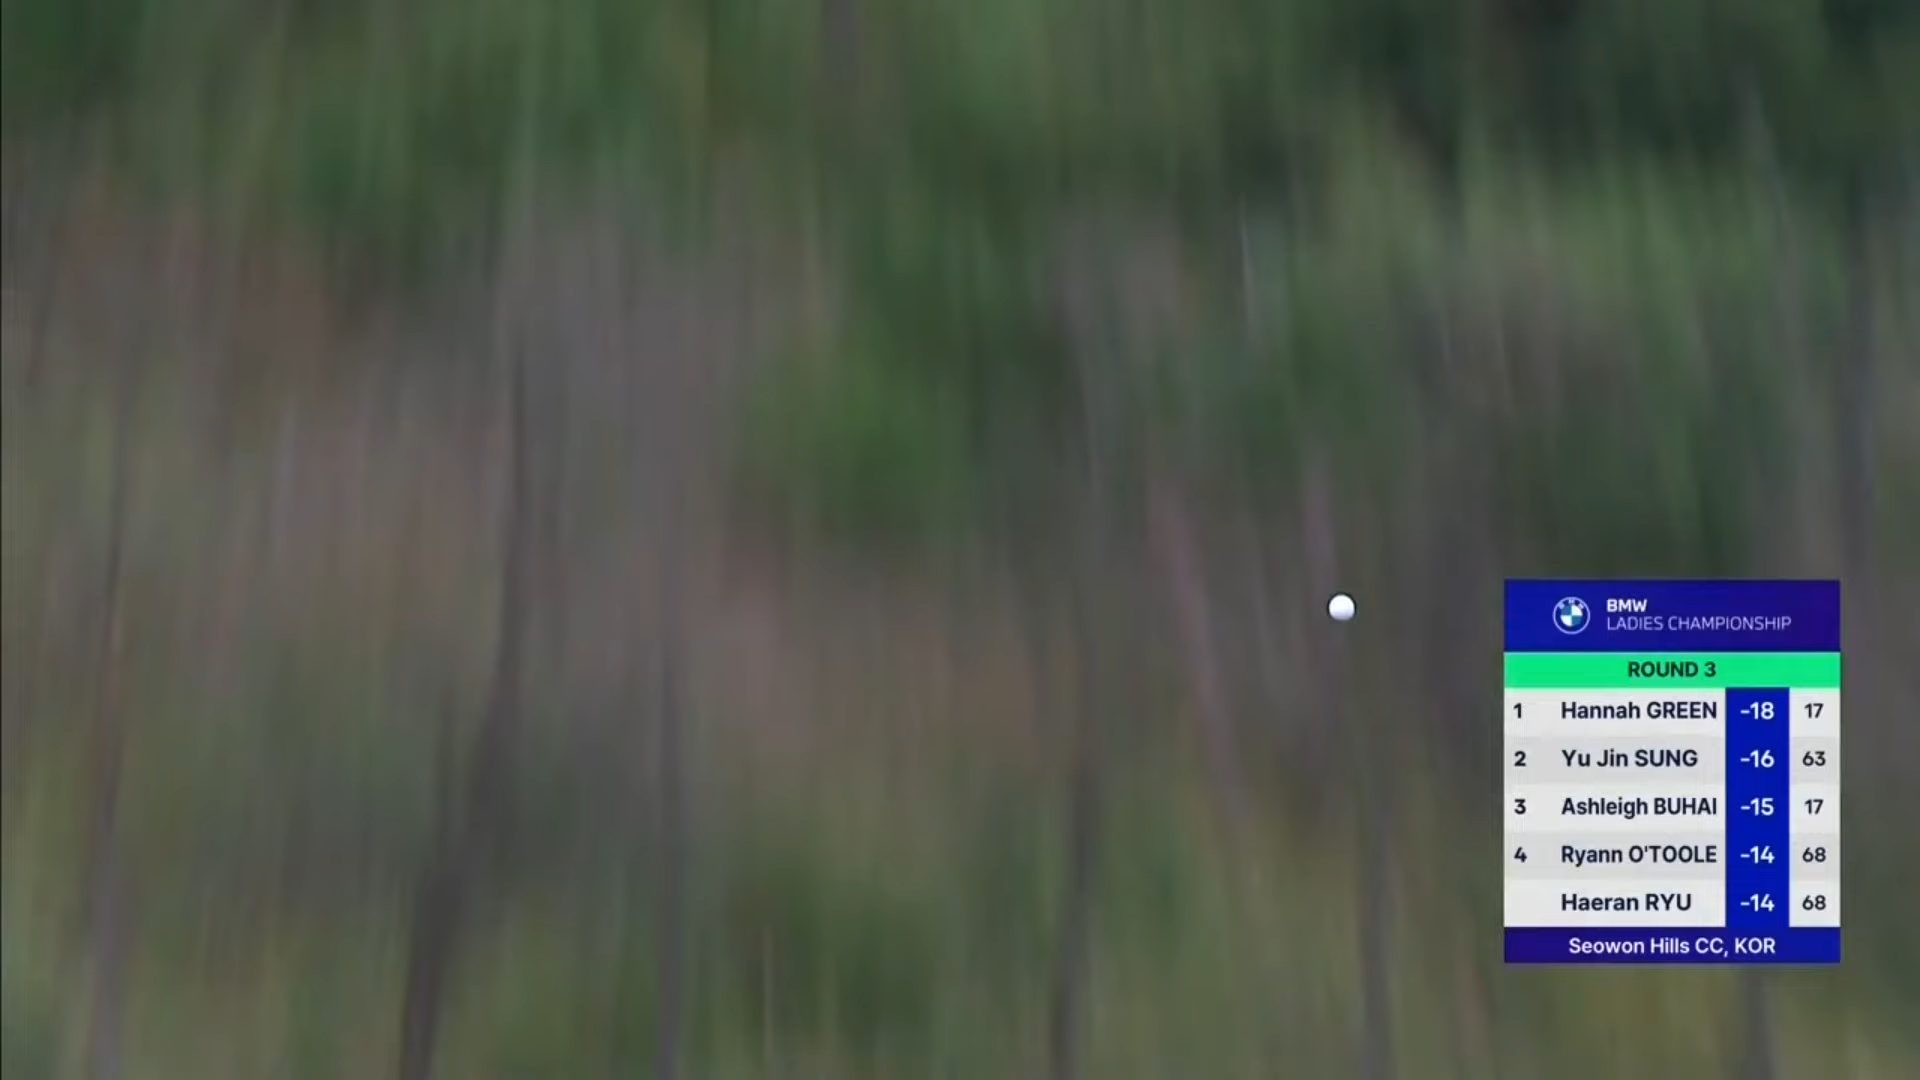 BMW
LADIES CHAMPIONSHIP
ROUND 3
1 Hannah GREEN -18 17
2 Yu Jin SUNG -16 63
3 Ashleigh BUHAI -15 17
4 Ryann O'TOOLE -14 68
Haeran RYU -14 68
Seowon Hills CC, KOR